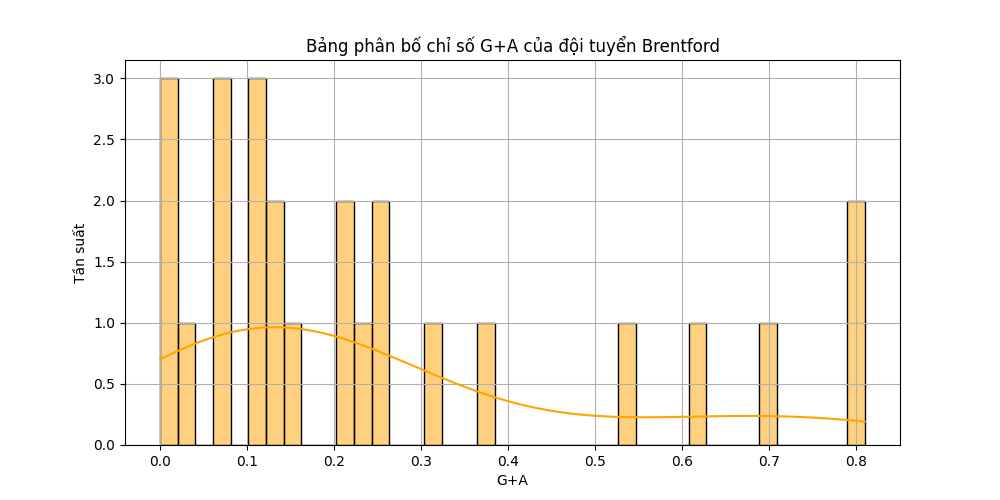 Bảng phân bố chỉ số G+A của đội tuyển Brentford
3.0
2.5
2.0
1.5
1.0
0.5
0.0
Tần suất
0.0 0.1 0.2 0.3 0.4 0.5 0.6 0.7 0.8
G+A